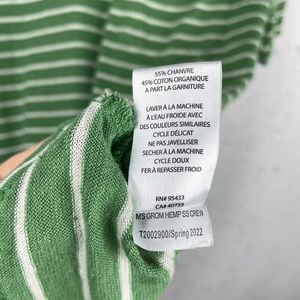 55% CHANVRE
45% COTON ORGANIQUE
A PART LA GARNITURE
LAVER À LA MACHINE
À L'EAU FROIDE AVEC
DES COULEURS SIMILAIRES
CYCLE DÉLICAT
NE PAS JAVELLISER
SECHER À LA MACHINE
CYCLE DOUX
FER À REPASSER FROID
RN# 95433
CA# 40733
M'S GROM HEMP SS CREW
T2002900/Spring 2022